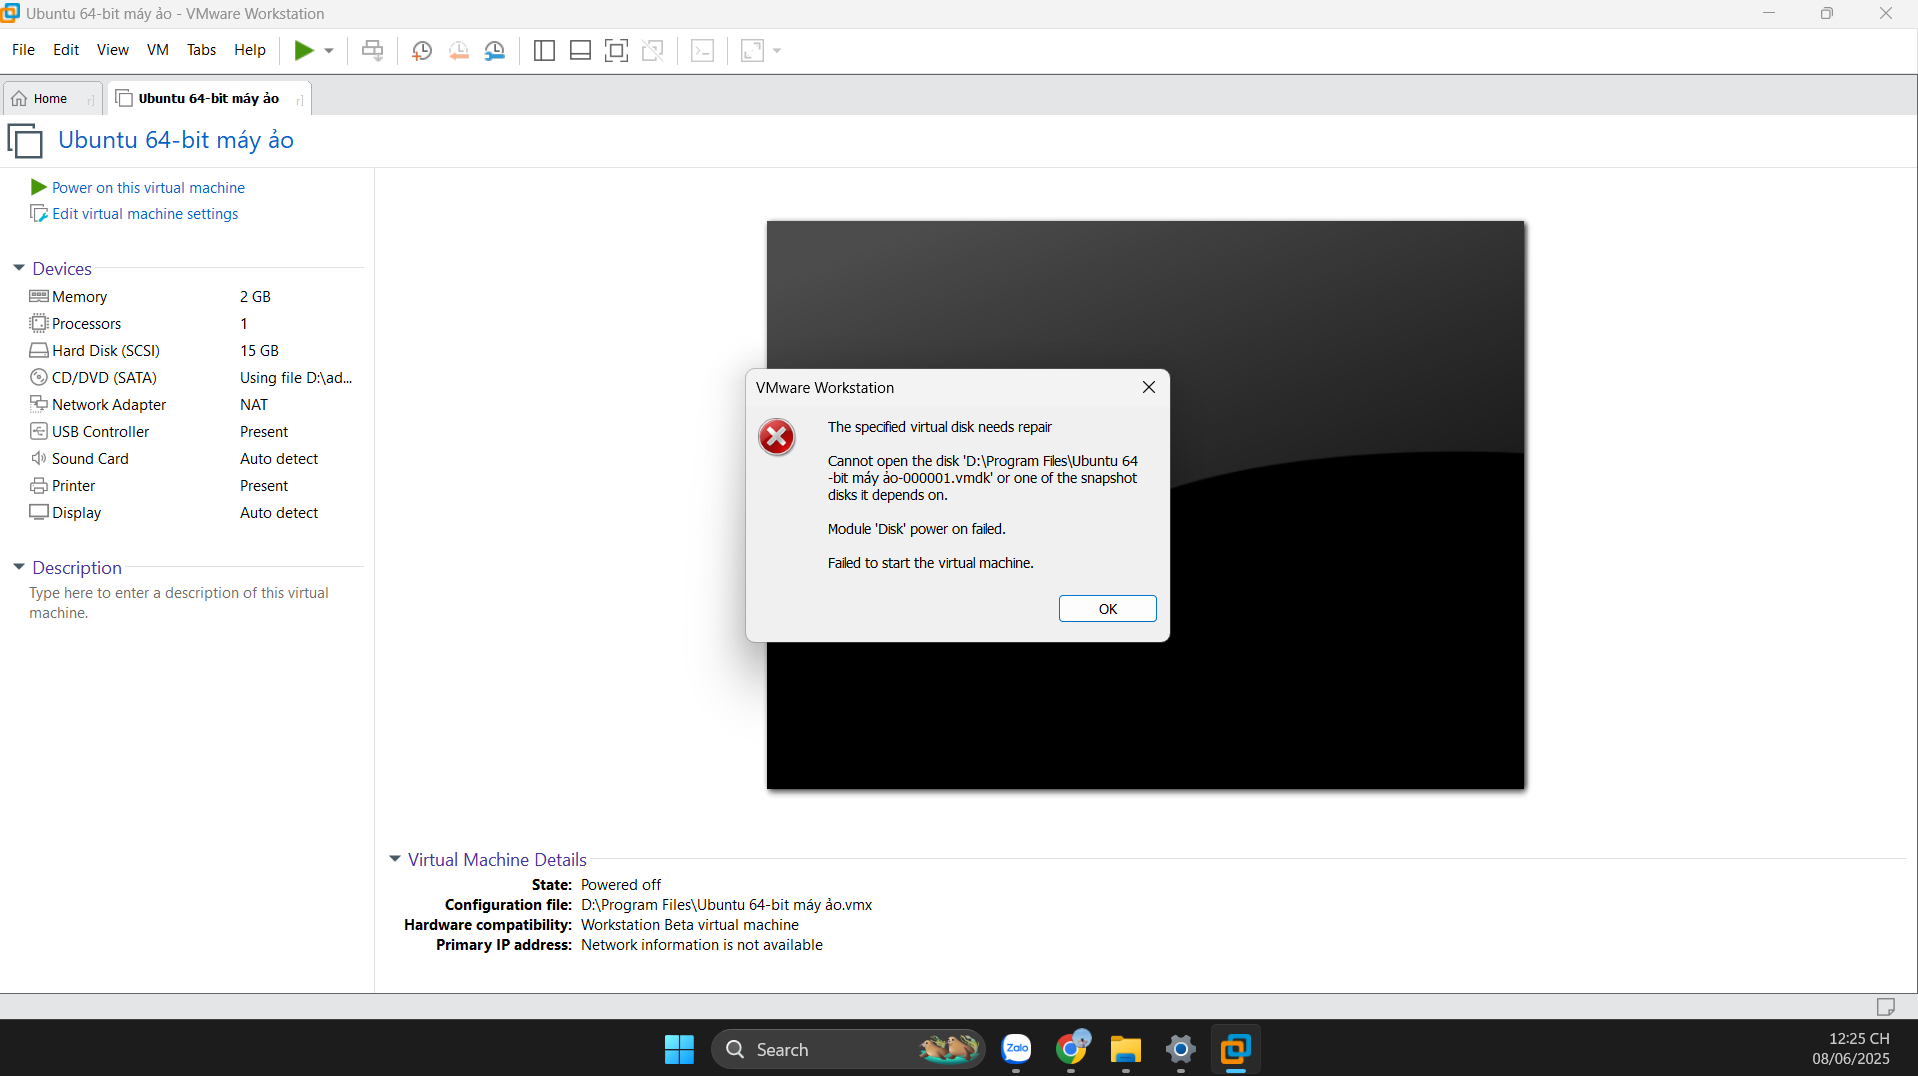 Ubuntu 64-bit máy ảo - VMware Workstation
File Edit View VM Tabs Help
Home
Ubuntu 64-bit máy ảo
Ubuntu 64-bit máy ảo
Power on this virtual machine
Edit virtual machine settings
Devices
Memory 2 GB
Processors 1
Hard Disk (SCSI) 15 GB
CD/DVD (SATA) Using file D:\ad...
Network Adapter NAT
USB Controller Present
Sound Card Auto detect
Printer Present
Display Auto detect
Description
Type here to enter a description of this virtual
machine.
VMware Workstation
The specified virtual disk needs repair
Cannot open the disk 'D:\Program Files\Ubuntu 64
-bit máy ảo-000001.vmdk' or one of the snapshot
disks it depends on.
Module 'Disk' power on failed.
Failed to start the virtual machine.
OK
Virtual Machine Details
State: Powered off
Configuration file: D:\Program Files\Ubuntu 64-bit máy ảo.vmx
Hardware compatibility: Workstation Beta virtual machine
Primary IP address: Network information is not available
Search
Zalo
12:25 CH
08/06/2025